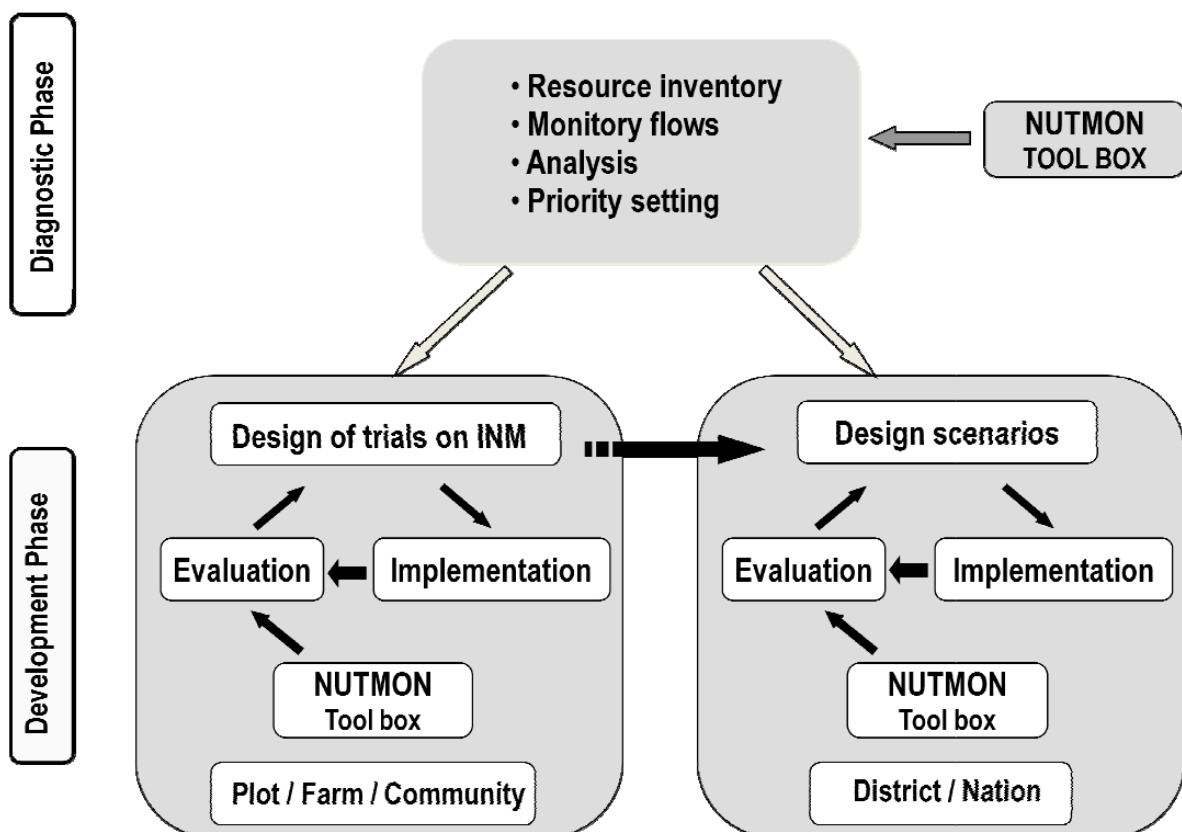 Diagnostic Phase
• Resource inventory
• Monitory flows
• Analysis
• Priority setting
NUTMON
TOOL BOX
Development Phase
Design of trials on INM
Evaluation
Implementation
NUTMON
Tool box
Plot / Farm / Community
Design scenarios
Evaluation
Implementation
NUTMON
Tool box
District / Nation